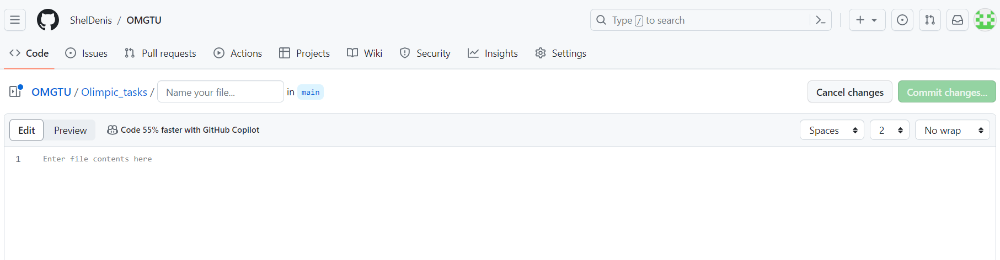 ShelDenis / OMGTU Type / to search
Code Issues Pull requests Actions Projects Wiki Security Insights Settings
OMGTU / Olimpic_tasks / Name your file... in main Cancel changes Commit changes...
Edit Preview Code 55% faster with GitHub Copilot Spaces 2 No wrap
1 Enter file contents here